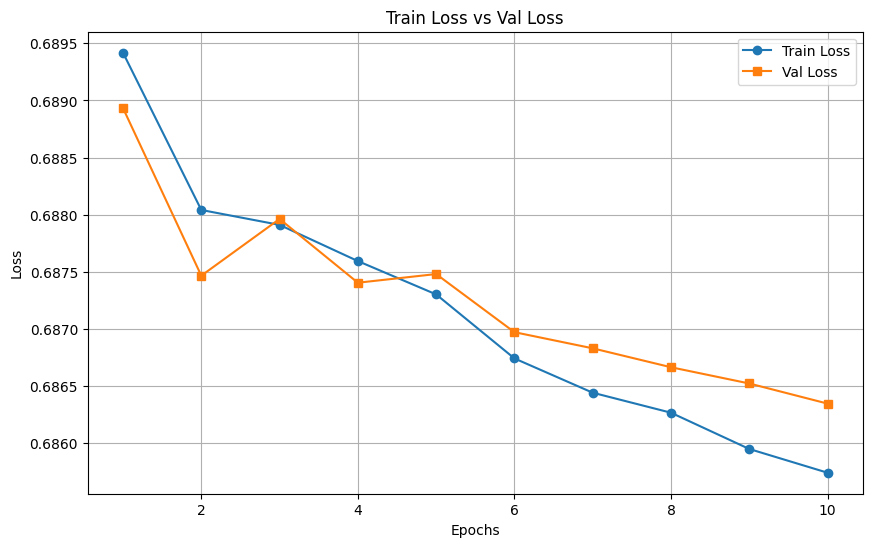 Train Loss vs Val Loss
Train Loss
Val Loss
0.6895
0.6890
0.6885
0.6880
0.6875
0.6870
0.6865
0.6860
Loss
2 4 6 8 10
Epochs